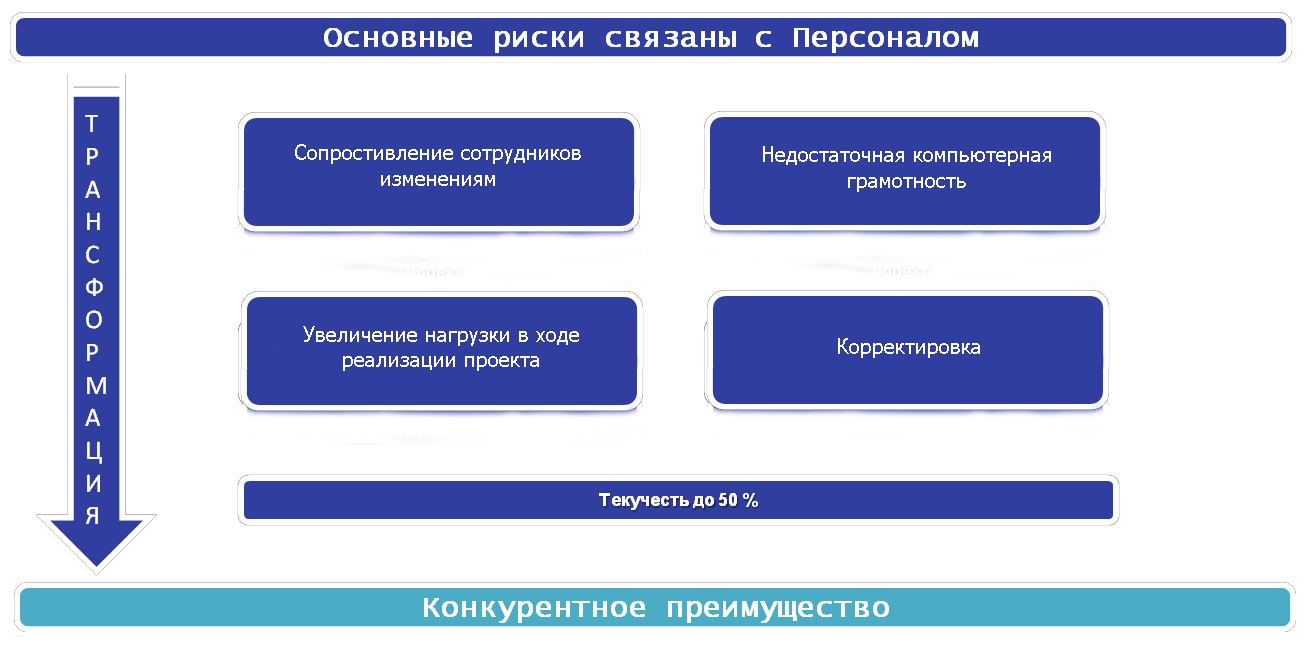 Основные риски связаны с Персоналом
ТРАНСФОРМАЦИЯ
Сопростивление сотрудников
изменениям
Недостаточная компьютерная
грамотность
Увеличение нагрузки в ходе
реализации проекта
Корректировка
Текучесть до 50 %
Конкурентное преимущество